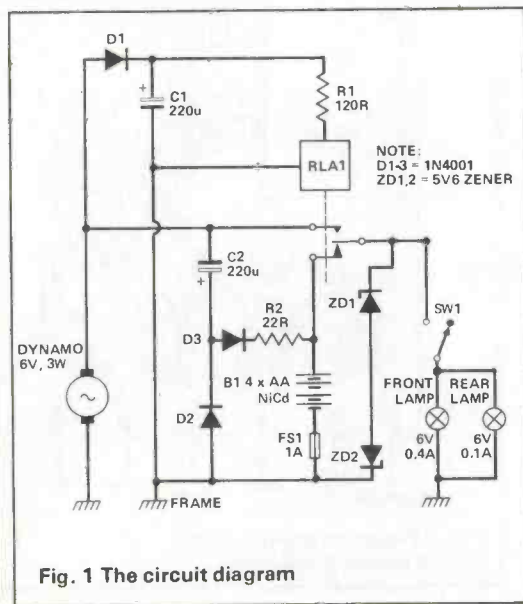 D1
+
C1
220u
R1
120R
RLA1
NOTE:
D1-3 = 1N4001
ZD1,2 = 5V6 ZENER
C2
220u
+
R2
22R
D3
ZD1
SW1
DYNAMO
6V, 3W
B1 4 x AA
NiCd
D2
FS1
1A
ZD2
FRONT
LAMP
REAR
LAMP
6V
0.4A
6V
0.1A
FRAME
Fig. 1 The circuit diagram